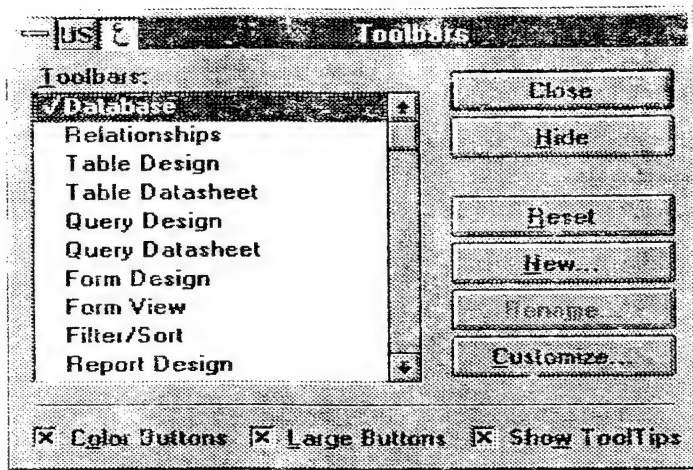 US ع Toolbars
Toolbars:
✓Database
Relationships
Table Design
Table Datasheet
Query Design
Query Datasheet
Form Design
Form View
Filter/Sort
Report Design
Close
Hide
Reset
New...
Rename...
Customize...
Color Buttons
Large Buttons
Show ToolTips